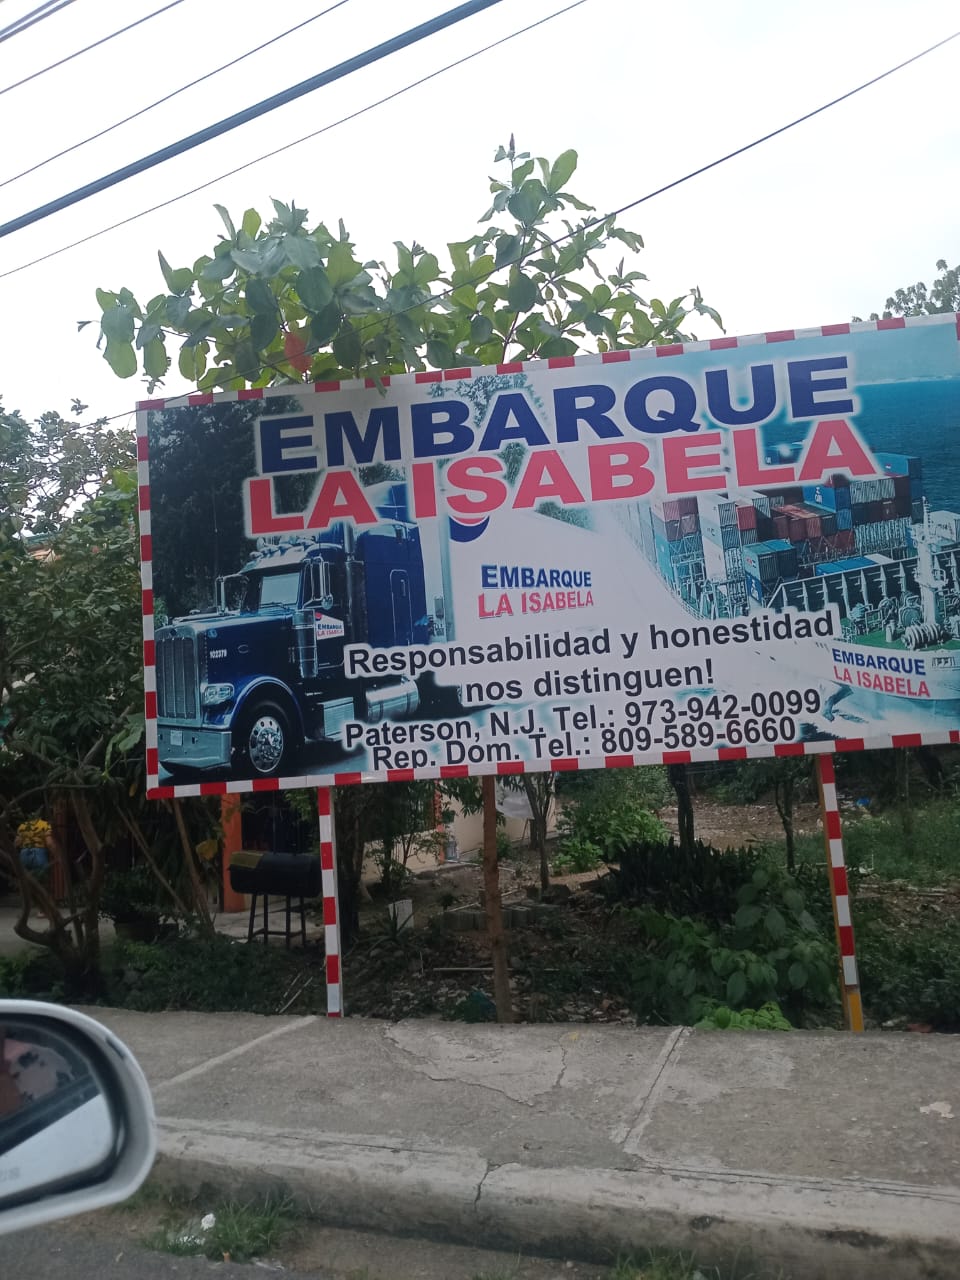 EMBARQUE
LA ISABELA
EMBARQUE
LA ISABELA
EMBARQUE
LA ISABELA
102379
Responsabilidad y honestidad
nos distinguen!
EMBARQUE
LA ISABELA
Paterson, N.J. Tel.: 973-942-0099
Rep. Dom. Tel.: 809-589-6660